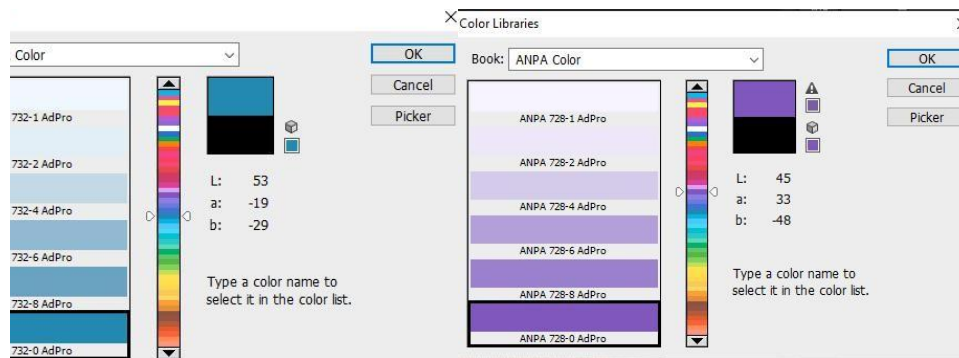 Color
OK
732-1 AdPro
Cancel
Picker
732-2 AdPro
L: 53
732-4 AdPro
a: -19
b: -29
732-6 AdPro
Type a color name to
732-8 AdPro
select it in the color list.
732-0 AdPro
Color Libraries
Book: ANPA Color
OK
Cancel
ANPA 728-1 AdPro
Picker
ANPA 728-2 AdPro
L: 45
ANPA 728-4 AdPro
a: 33
b: -48
ANPA 728-6 AdPro
Type a color name to
ANPA 728-8 AdPro
select it in the color list.
ANPA 728-0 AdPro